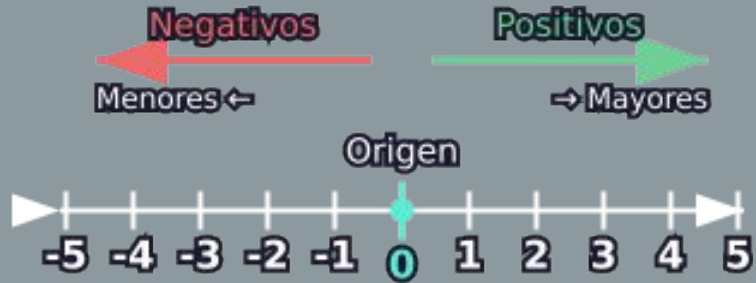 Negativos Positivos
Menores ← → Mayores
Origen
-5 -4 -3 -2 -1 0 1 2 3 4 5